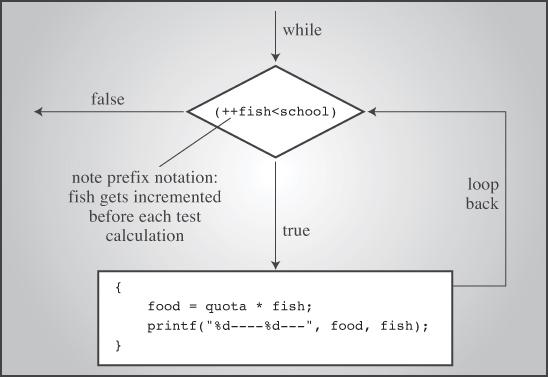 while
false
(++fish<school)
note prefix notation:
fish gets incremented
before each test
calculation
loop
back
true
{
food = quota * fish;
printf("%d----%d---", food, fish);
}